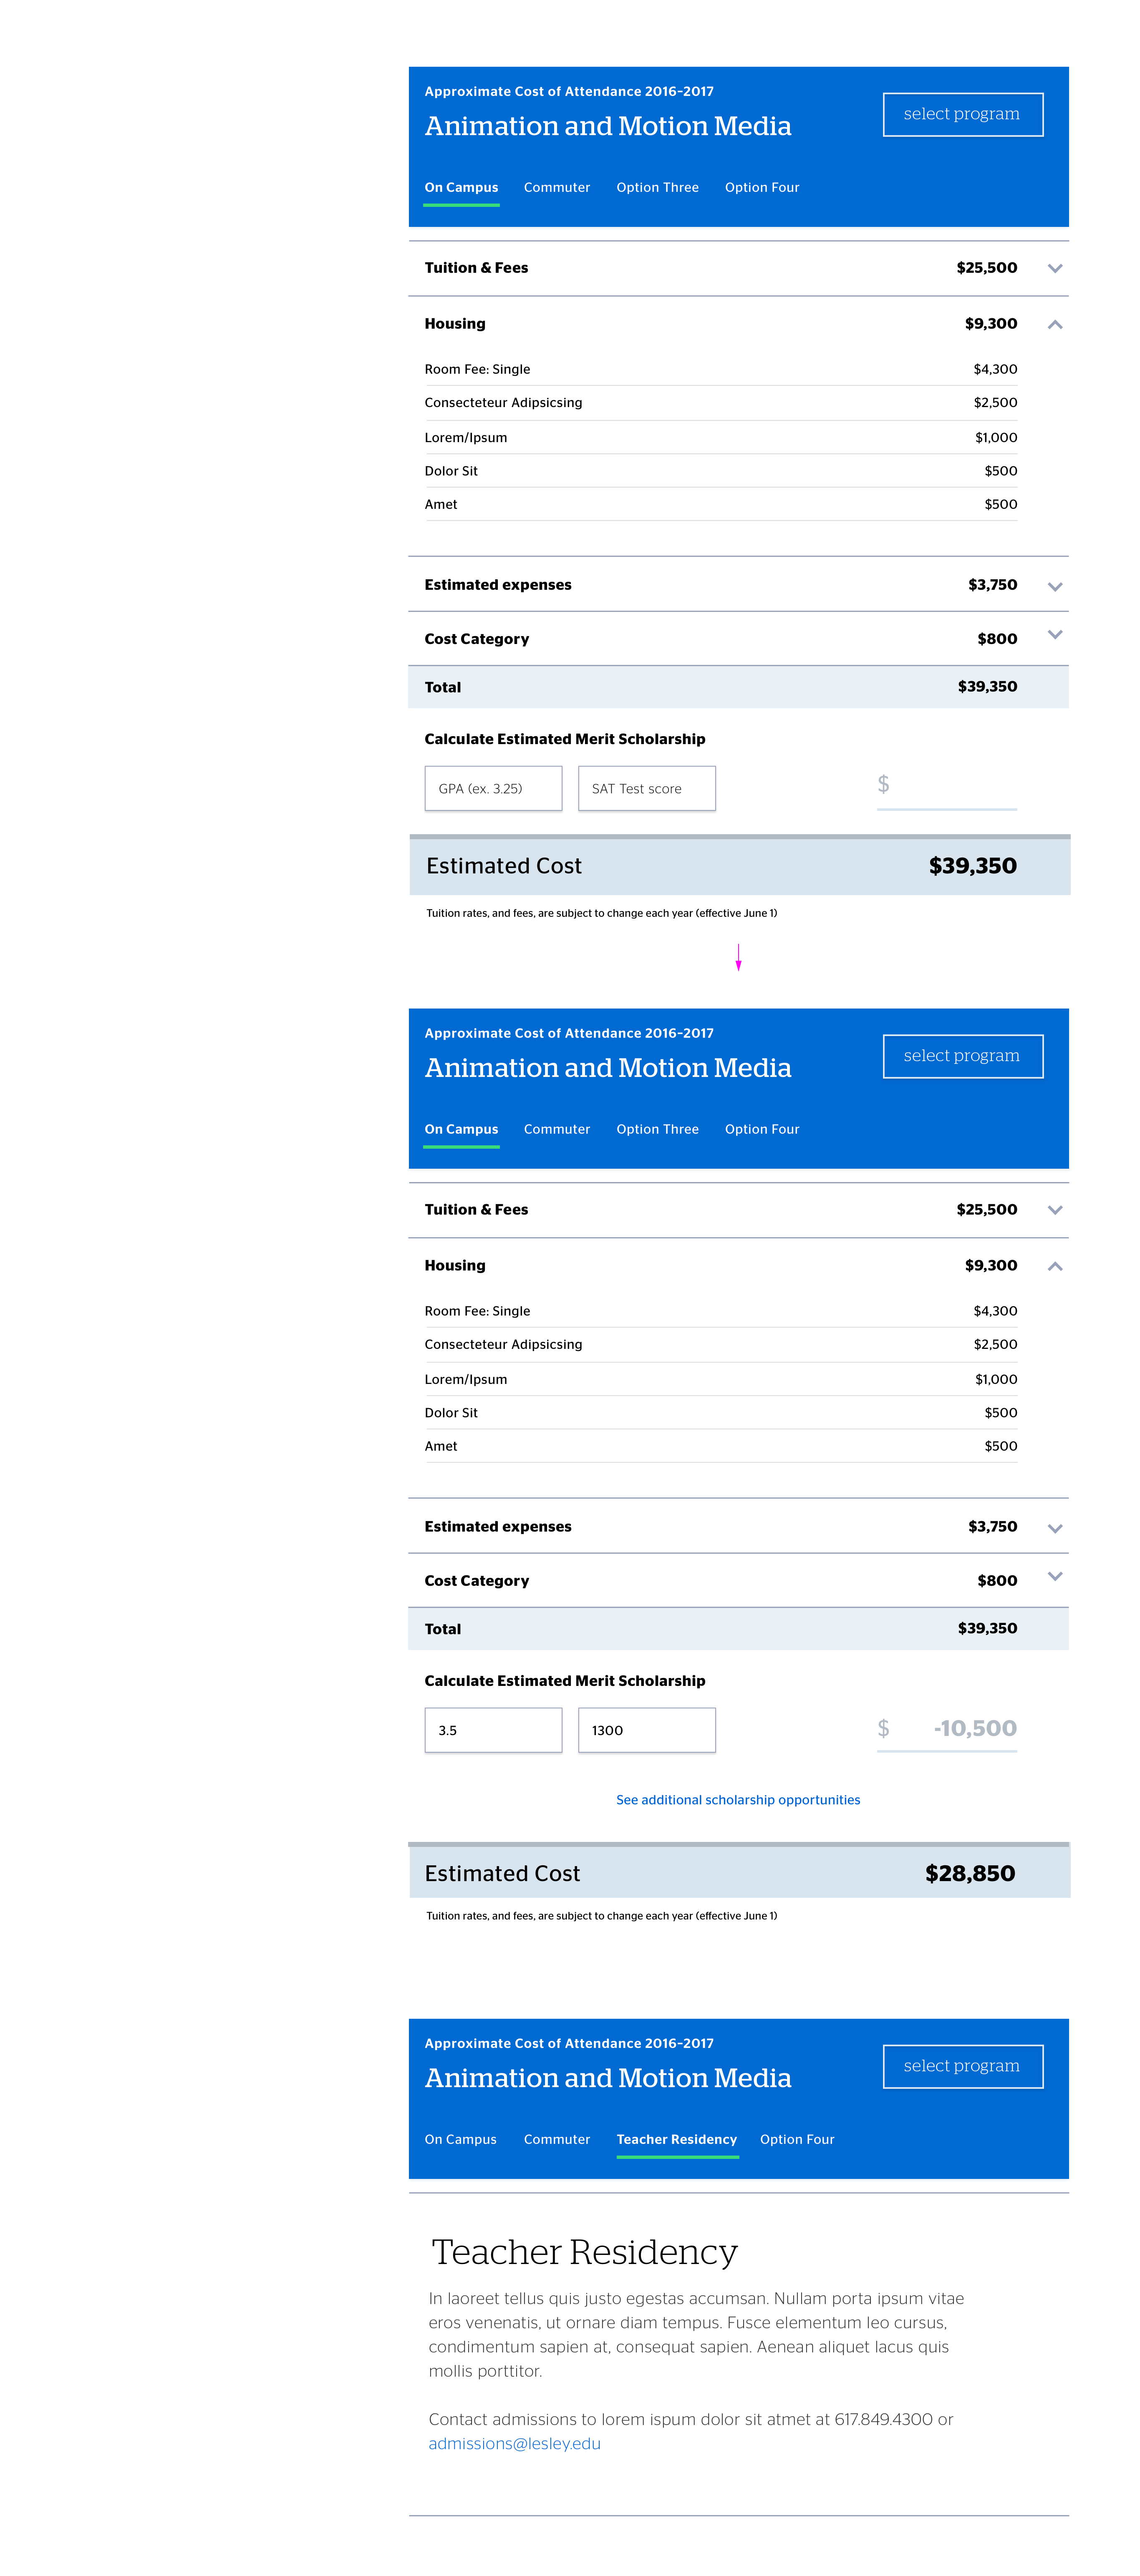 Approximate Cost of Attendance 2016–2017
Animation and Motion Media
select program
On Campus Commuter Option Three Option Four
Tuition & Fees $25,500
Housing $9,300
Room Fee: Single $4,300
Consecteteur Adipsicsing $2,500
Lorem/Ipsum $1,000
Dolor Sit $500
Amet $500
Estimated expenses $3,750
Cost Category $800
Total $39,350
Calculate Estimated Merit Scholarship
GPA (ex. 3.25) SAT Test score $
Estimated Cost $39,350
Tuition rates, and fees, are subject to change each year (effective June 1)
Approximate Cost of Attendance 2016–2017
Animation and Motion Media
select program
On Campus Commuter Option Three Option Four
Tuition & Fees $25,500
Housing $9,300
Room Fee: Single $4,300
Consecteteur Adipsicsing $2,500
Lorem/Ipsum $1,000
Dolor Sit $500
Amet $500
Estimated expenses $3,750
Cost Category $800
Total $39,350
Calculate Estimated Merit Scholarship
3.5 1300 $ -10,500
See additional scholarship opportunities
Estimated Cost $28,850
Tuition rates, and fees, are subject to change each year (effective June 1)
Approximate Cost of Attendance 2016–2017
Animation and Motion Media
select program
On Campus Commuter Teacher Residency Option Four
Teacher Residency
In laoreet tellus quis justo egestas accumsan. Nullam porta ipsum vitae
eros venenatis, ut ornare diam tempus. Fusce elementum leo cursus,
condimentum sapien at, consequat sapien. Aenean aliquet lacus quis
mollis porttitor.
Contact admissions to lorem ispum dolor sit atmet at 617.849.4300 or
admissions@lesley.edu